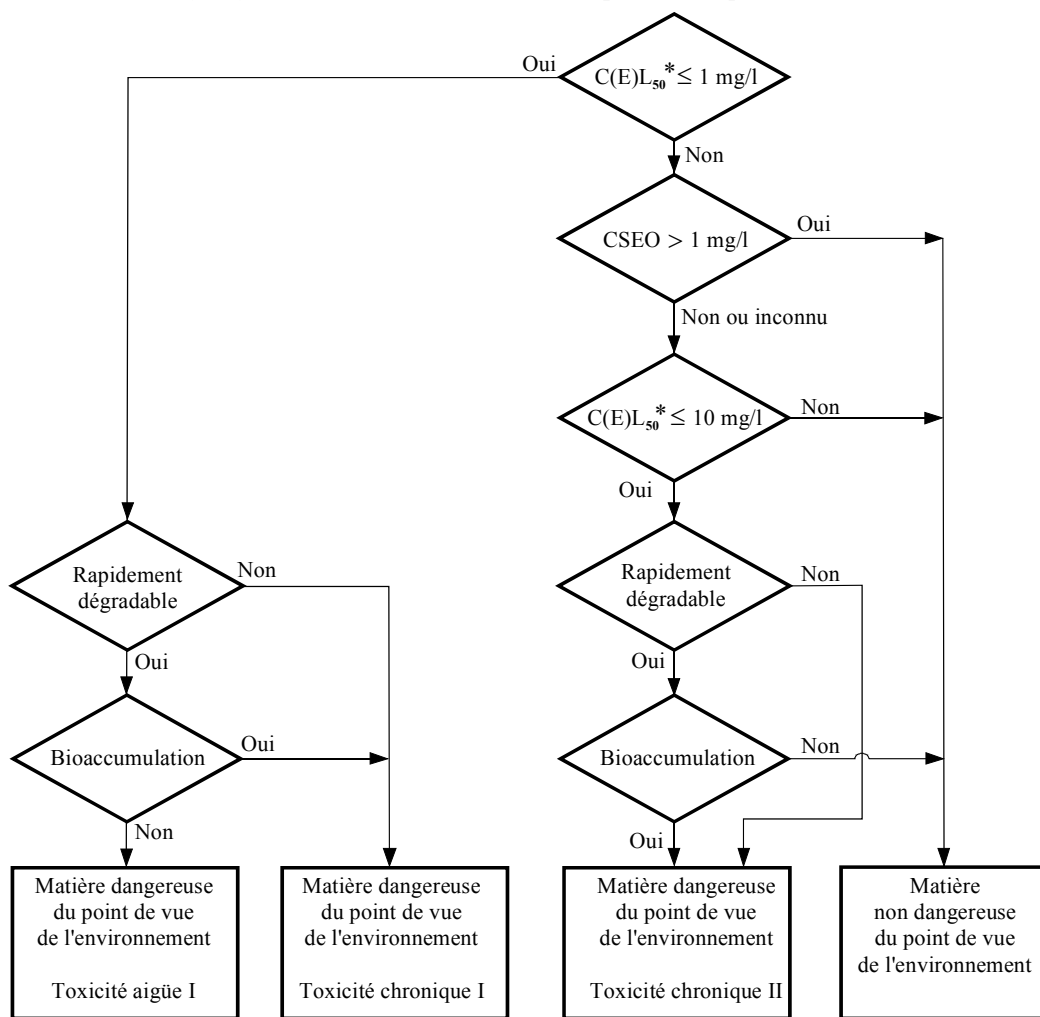 Oui
C(E)L50* ≤ 1 mg/l
Non
CSEO > 1 mg/l
Oui
Non ou inconnu
C(E)L50* ≤ 10 mg/l
Non
Oui
Rapidement
dégradable
Non
Oui
Bioaccumulation
Oui
Non
Rapidement
dégradable
Non
Oui
Bioaccumulation
Non
Oui
Matière dangereuse
du point de vue
de l'environnement
Toxicité aigüe I
Matière dangereuse
du point de vue
de l'environnement
Toxicité chronique I
Matière dangereuse
du point de vue
de l'environnement
Toxicité chronique II
Matière
non dangereuse
du point de vue
de l'environnement